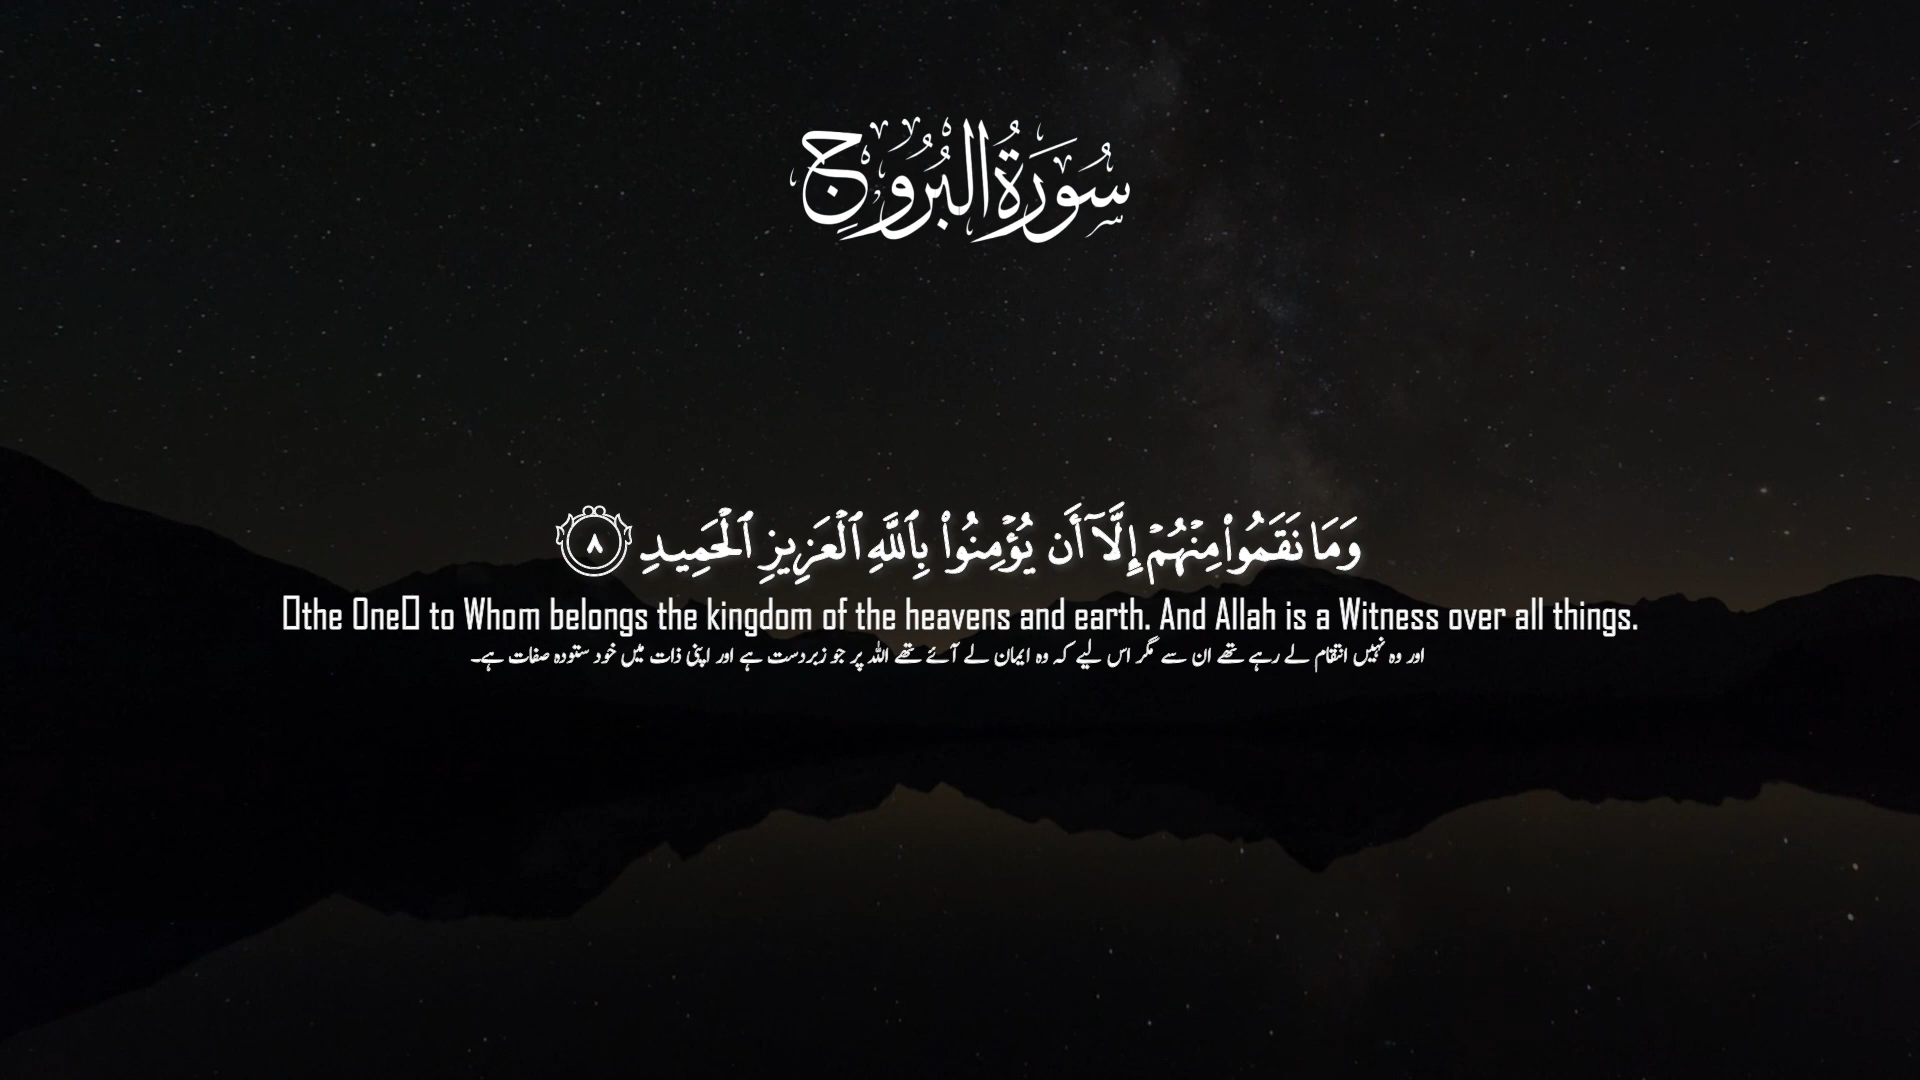 سُورَةُ البُرُوجِ
وَمَا نَقَمُوا۟ مِنْهُمْ إِلَّآ أَن يُؤْمِنُوا۟ بِٱللَّهِ ٱلْعَزِيزِ ٱلْحَمِيدِ ٨
▯the One▯ to Whom belongs the kingdom of the heavens and earth. And Allah is a Witness over all things.
اور وہ نہیں انتقام لے رہے تھے ان سے مگر اس لیے کہ وہ ایمان لے آئے تھے اللہ پر جو زبردست ہے اور اپنی ذات میں خود ستودہ صفات ہے۔